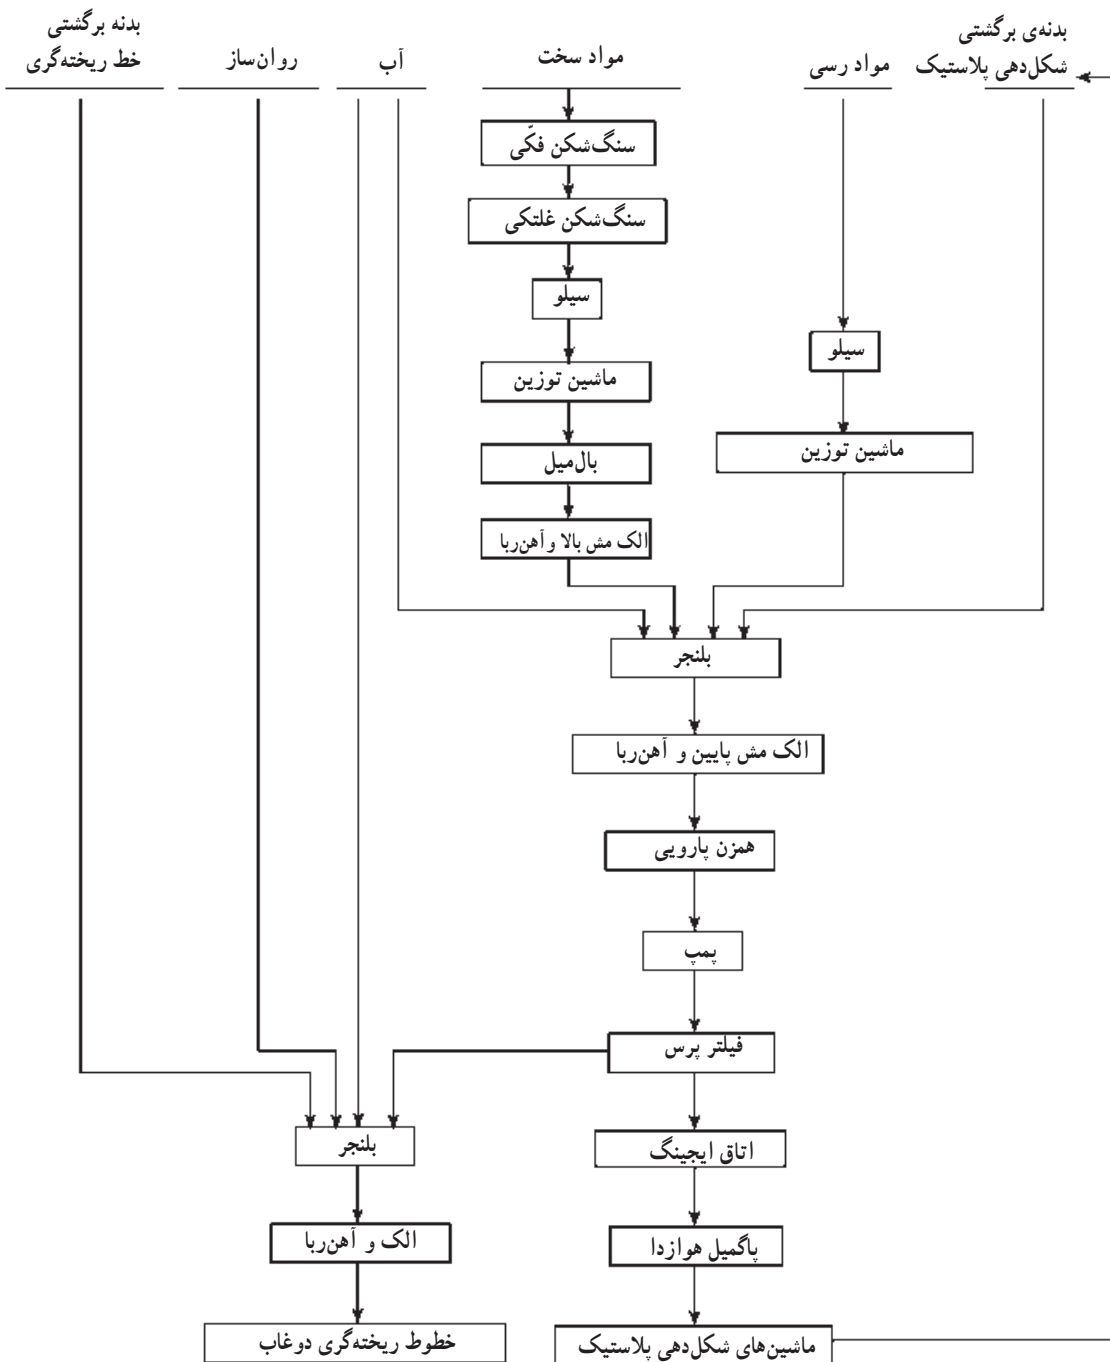 بدنه‌ی برگشتی
شکل‌دهی پلاستیک
مواد رسی
مواد سخت
آب
روان‌ساز
بدنه برگشتی
خط ریخته‌گری
سنگ‌شکن فکّی
سنگ‌شکن غلتکی
سیلو
ماشین توزین
بال‌میل
الک مش بالا و آهن‌ربا
سیلو
ماشین توزین
بلنجر
الک مش پایین و آهن‌ربا
همزن پارویی
پمپ
فیلتر پرس
اتاق ایجینگ
پاگمیل هوازدا
ماشین‌های شکل‌دهی پلاستیک
بلنجر
الک و آهن‌ربا
خطوط ریخته‌گری دوغاب